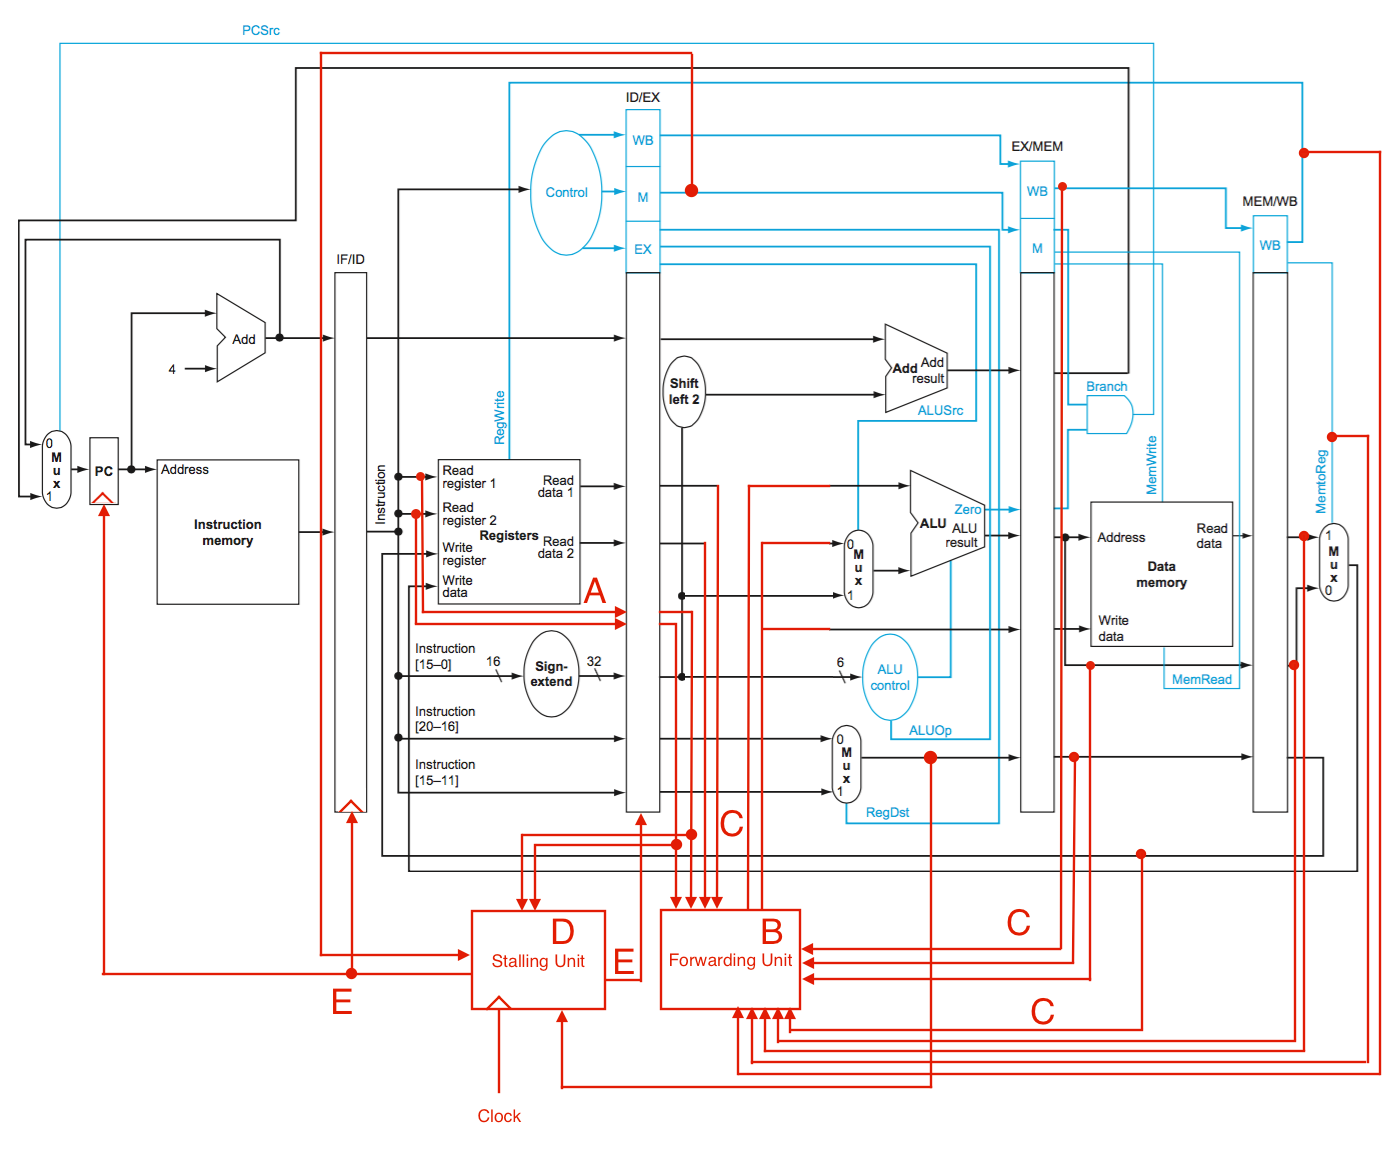 PCSrc
ID/EX
WB
Control
M
EX
EX/MEM
WB
M
MEM/WB
WB
IF/ID
Add
4
Shift
left 2
Add
Add
result
ALUSrc
Branch
RegWrite
MemWrite
MemtoReg
0
M
u
x
1
PC
Address
Instruction
memory
Instruction
Read
register 1
Read
register 2
Registers
Write
register
Write
data
Read
data 1
Read
data 2
A
Zero
ALU
ALU
result
0
M
u
x
1
Address
Read
data
Data
memory
Write
data
MemRead
1
M
u
x
0
Instruction
[15–0]
16
Sign-
extend
32
6
ALU
control
ALUOp
Instruction
[20–16]
Instruction
[15–11]
0
M
u
x
1
RegDst
C
D
Stalling Unit
E
B
Forwarding Unit
C
C
E
Clock